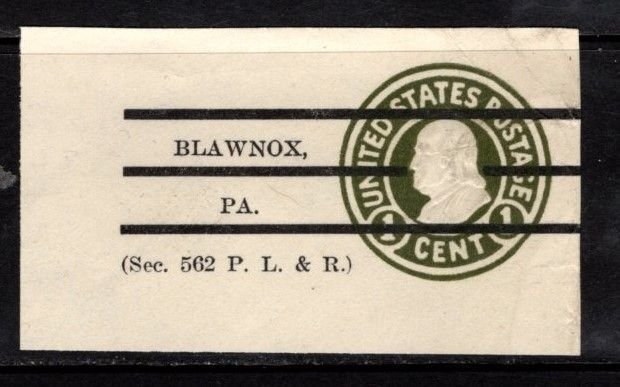 BLAWNOX,
PA.
(Sec. 562 P. L. & R.)
UNITED STATES POSTAGE
1 CENT 1